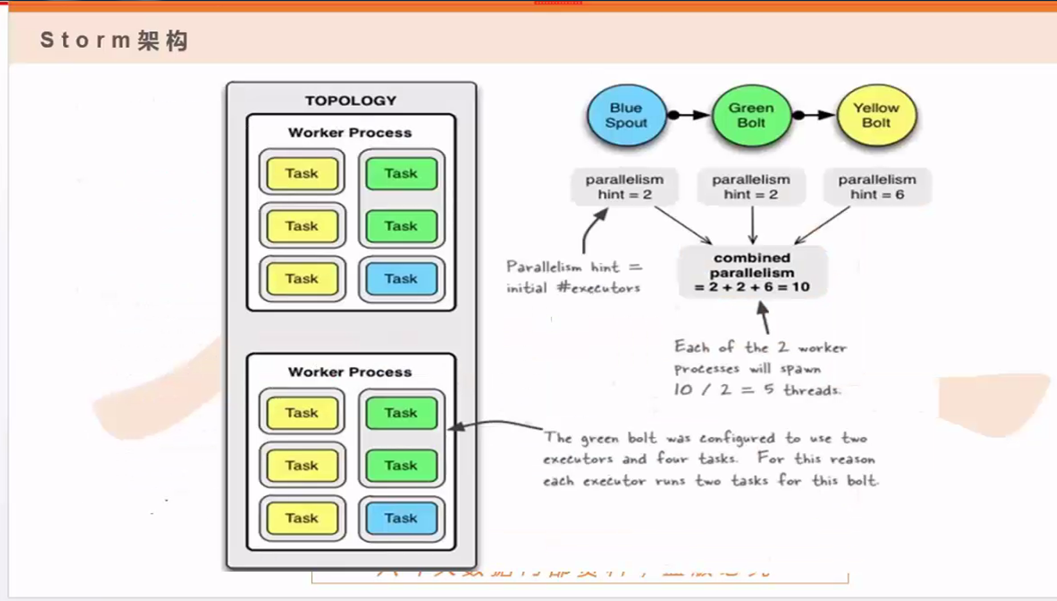 Storm架构
TOPOLOGY
Worker Process
Task
Task
Task
Task
Task
Task
Worker Process
Task
Task
Task
Task
Task
Task
Blue
Spout
Green
Bolt
Yellow
Bolt
parallelism
hint = 2
parallelism
hint = 2
parallelism
hint = 6
combined
parallelism
= 2 + 2 + 6 = 10
Parallelism hint =
initial #executors
Each of the 2 worker
processes will spawn
10 / 2 = 5 threads.
The green bolt was configured to use two
executors and four tasks. For this reason
each executor runs two tasks for this bolt.